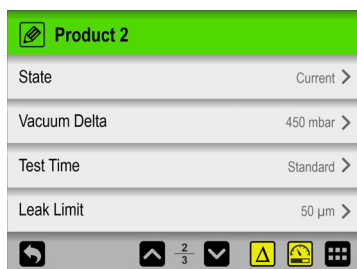 Product 2
State Current
Vacuum Delta 450 mbar
Test Time Standard
Leak Limit 50 µm
2
3
Δ